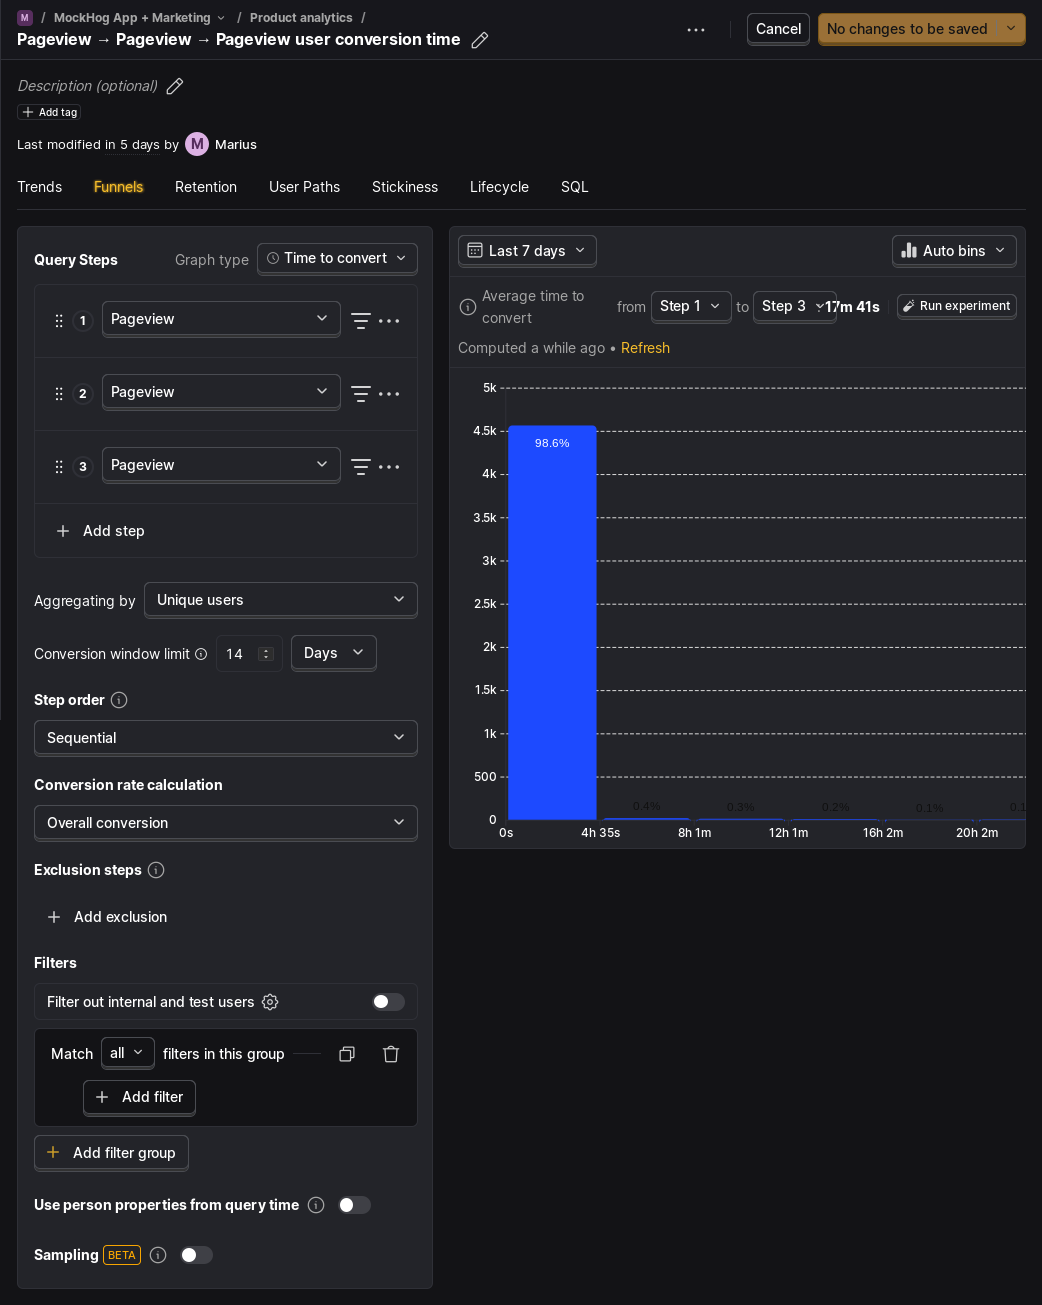 M / MockHog App + Marketing / Product analytics /
Pageview → Pageview → Pageview user conversion time
Cancel
No changes to be saved
Description (optional)
Add tag
Last modified in 5 days by M Marius
Trends Funnels Retention User Paths Stickiness Lifecycle SQL
Query Steps
Graph type
Time to convert
1 Pageview
2 Pageview
3 Pageview
Add step
Aggregating by Unique users
Conversion window limit 14 Days
Step order
Sequential
Conversion rate calculation
Overall conversion
Exclusion steps
Add exclusion
Filters
Filter out internal and test users
Match all filters in this group
Add filter
Add filter group
Use person properties from query time
Sampling BETA
Last 7 days
Auto bins
Average time to
convert
from Step 1 to Step 3
17m 41s
Run experiment
Computed a while ago • Refresh
5k
4.5k
98.6%
4k
3.5k
3k
2.5k
2k
1.5k
1k
500
0.4% 0.3% 0.2% 0.1% 0.1
0
0s 4h 35s 8h 1m 12h 1m 16h 2m 20h 2m